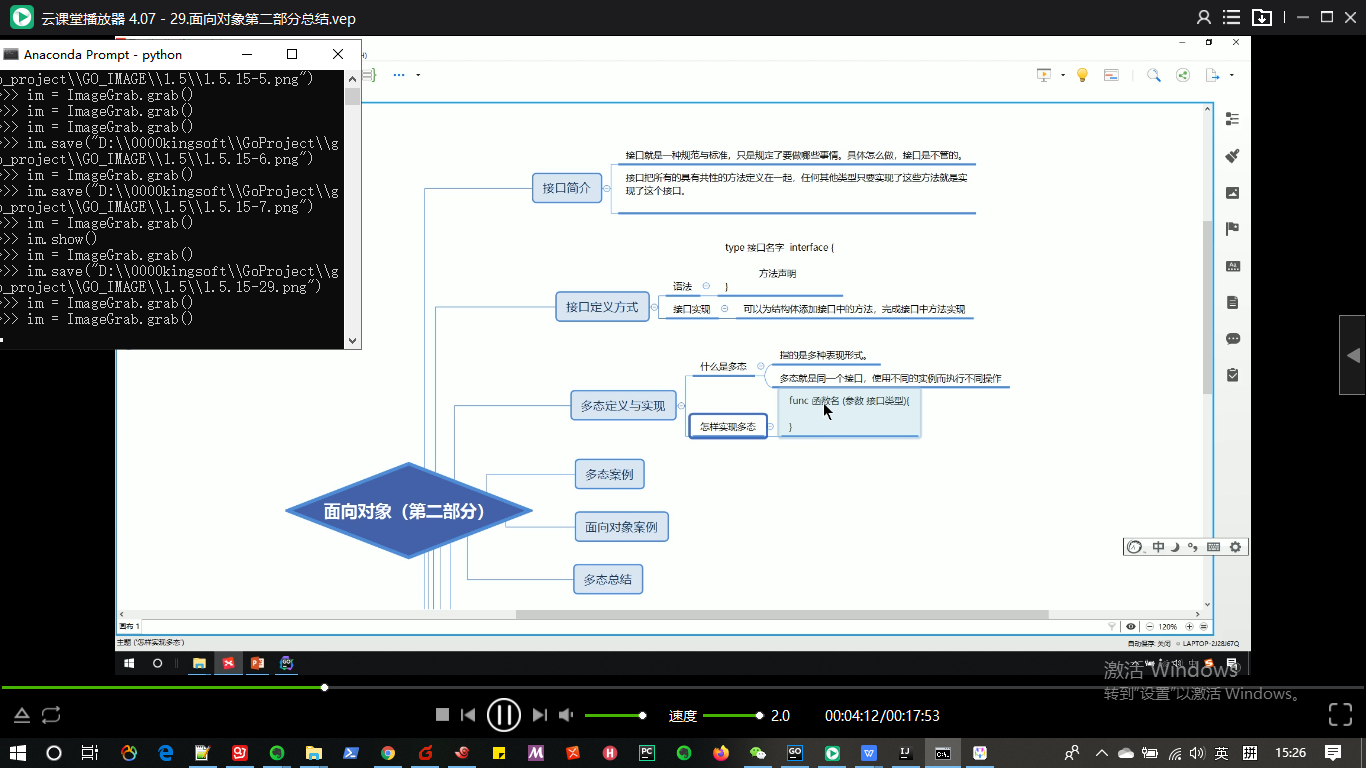 云课堂播放器 4.07 - 29.面向对象第二部分总结.vep
Anaconda Prompt - python
o_project\\GO_IMAGE\\1.5\\1.5.15-5.png")
>>> im = ImageGrab.grab()
>>> im = ImageGrab.grab()
>>> im = ImageGrab.grab()
>>> im.save("D:\\0000kingsoft\\GoProject\\g
o_project\\GO_IMAGE\\1.5\\1.5.15-6.png")
>>> im = ImageGrab.grab()
>>> im.save("D:\\0000kingsoft\\GoProject\\g
o_project\\GO_IMAGE\\1.5\\1.5.15-7.png")
>>> im = ImageGrab.grab()
>>> im.show()
>>> im = ImageGrab.grab()
>>> im.save("D:\\0000kingsoft\\GoProject\\g
o_project\\GO_IMAGE\\1.5\\1.5.15-29.png")
>>> im = ImageGrab.grab()
>>> im = ImageGrab.grab()
接口简介
接口就是一种规范与标准，只是规定了要做哪些事情。具体怎么做，接口是不管的。
接口把所有的具有共性的方法定义在一起，任何其他类型只要实现了这些方法就是实
现了这个接口。
接口定义方式
语法
type 接口名字 interface {
方法声明
}
接口实现
可以为结构体添加接口中的方法，完成接口中方法实现
多态定义与实现
什么是多态
指的是多种表现形式。
多态就是同一个接口，使用不同的实例而执行不同操作
怎样实现多态
func 函数名 (参数 接口类型){
}
面向对象（第二部分）
多态案例
面向对象案例
多态总结
中
画布 1
120%
主题 ('怎样实现多态')
自动保存: 关闭
LAPTOP-2J28J67Q
激活 Windows
转到"设置"以激活 Windows。
速度
2.0
00:04:12/00:17:53
英
拼
15:26